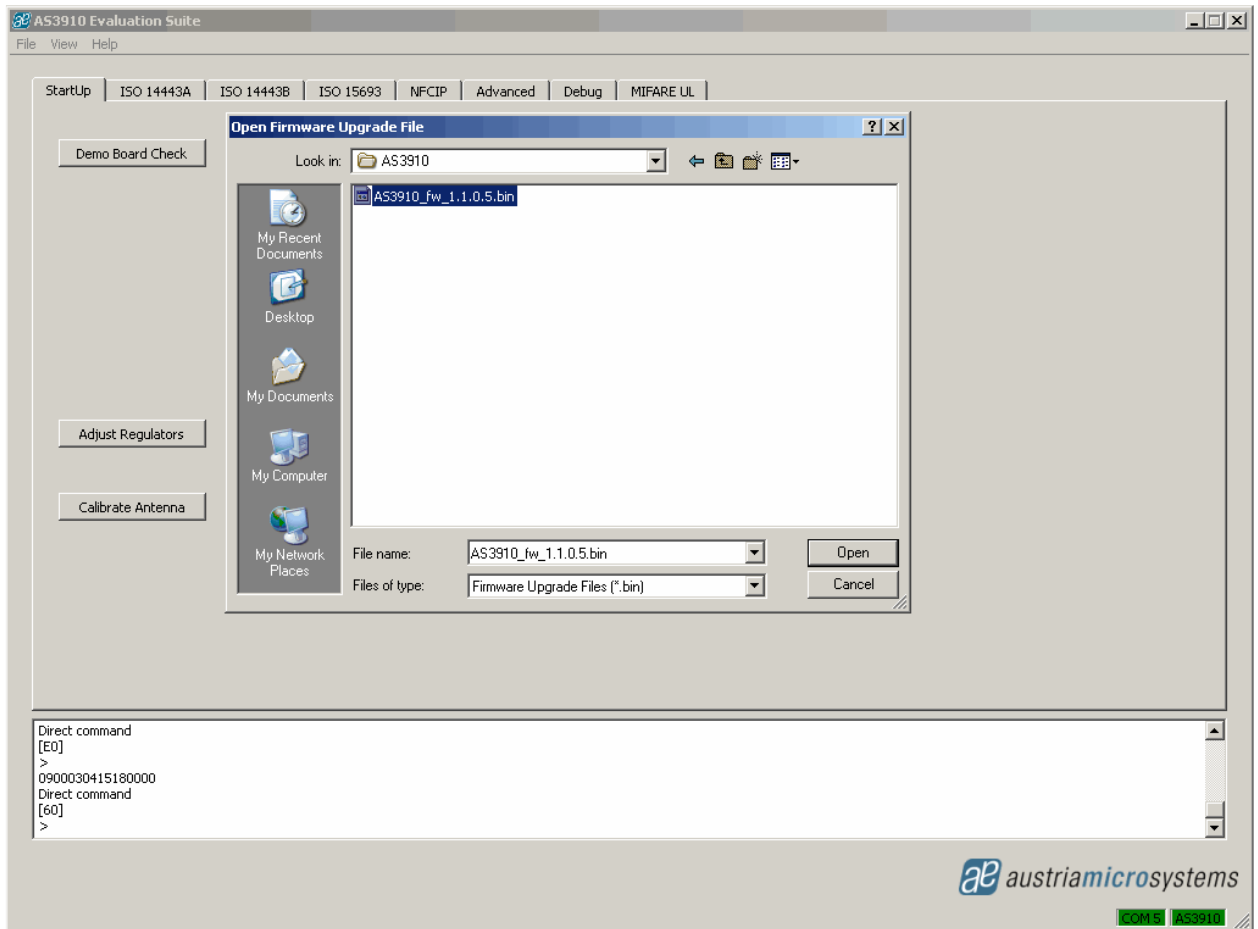 AS3910 Evaluation Suite
File View Help
StartUp ISO 14443A ISO 14443B ISO 15693 NFCIP Advanced Debug MIFARE UL
Demo Board Check
Adjust Regulators
Calibrate Antenna
Open Firmware Upgrade File
Look in: AS3910
AS3910_fw_1.1.0.5.bin
My Recent
Documents
Desktop
My Documents
My Computer
My Network
Places
File name: AS3910_fw_1.1.0.5.bin Open
Files of type: Firmware Upgrade Files (*.bin) Cancel
Direct command
[E0]
>
0900030415180000
Direct command
[60]
>
ae austriamicrosystems
COM 5 AS3910